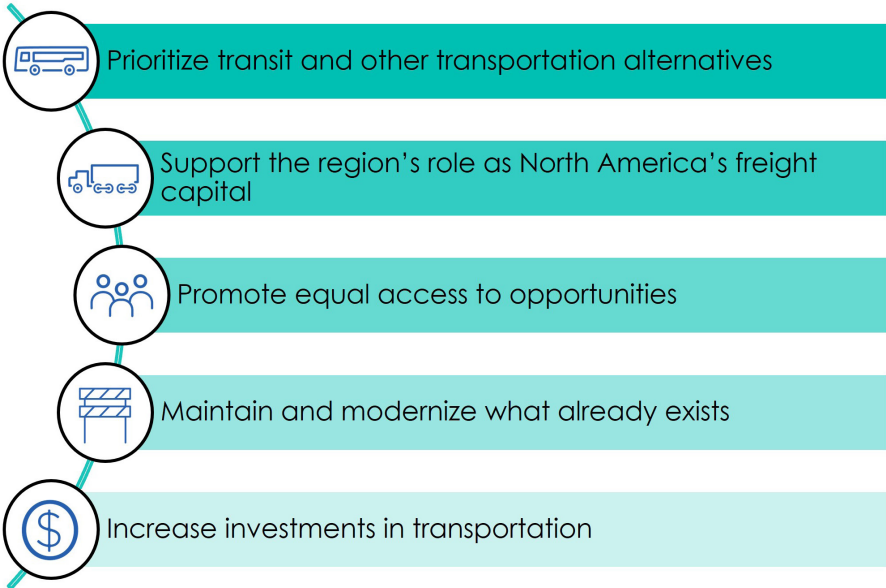 Prioritize transit and other transportation alternatives
Support the region’s role as North America’s freight
capital
Promote equal access to opportunities
Maintain and modernize what already exists
$
Increase investments in transportation